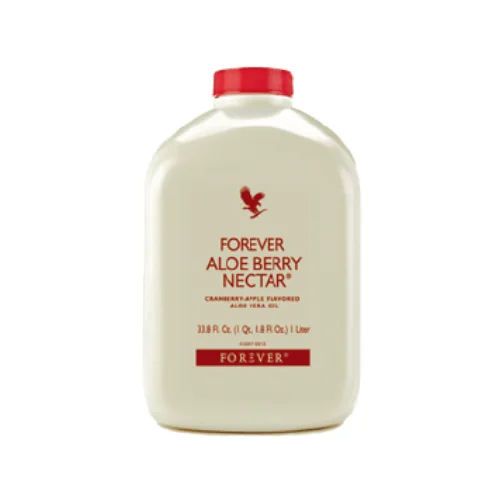 FOREVER
ALOE BERRY
NECTAR®
CRANBERRY-APPLE FLAVORED
ALOE VERA GEL
33.8 Fl. Oz. (1 Qt. 1.8 Fl Oz.) 1 Liter
FOREVER®